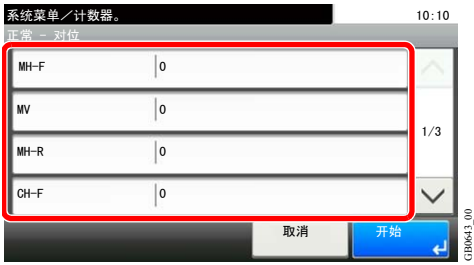 系统菜单／计数器。 10:10
正常 - 对位
MH-F 0
MV 0
1/3
MH-R 0
CH-F 0
取消 开始
GB0643_00